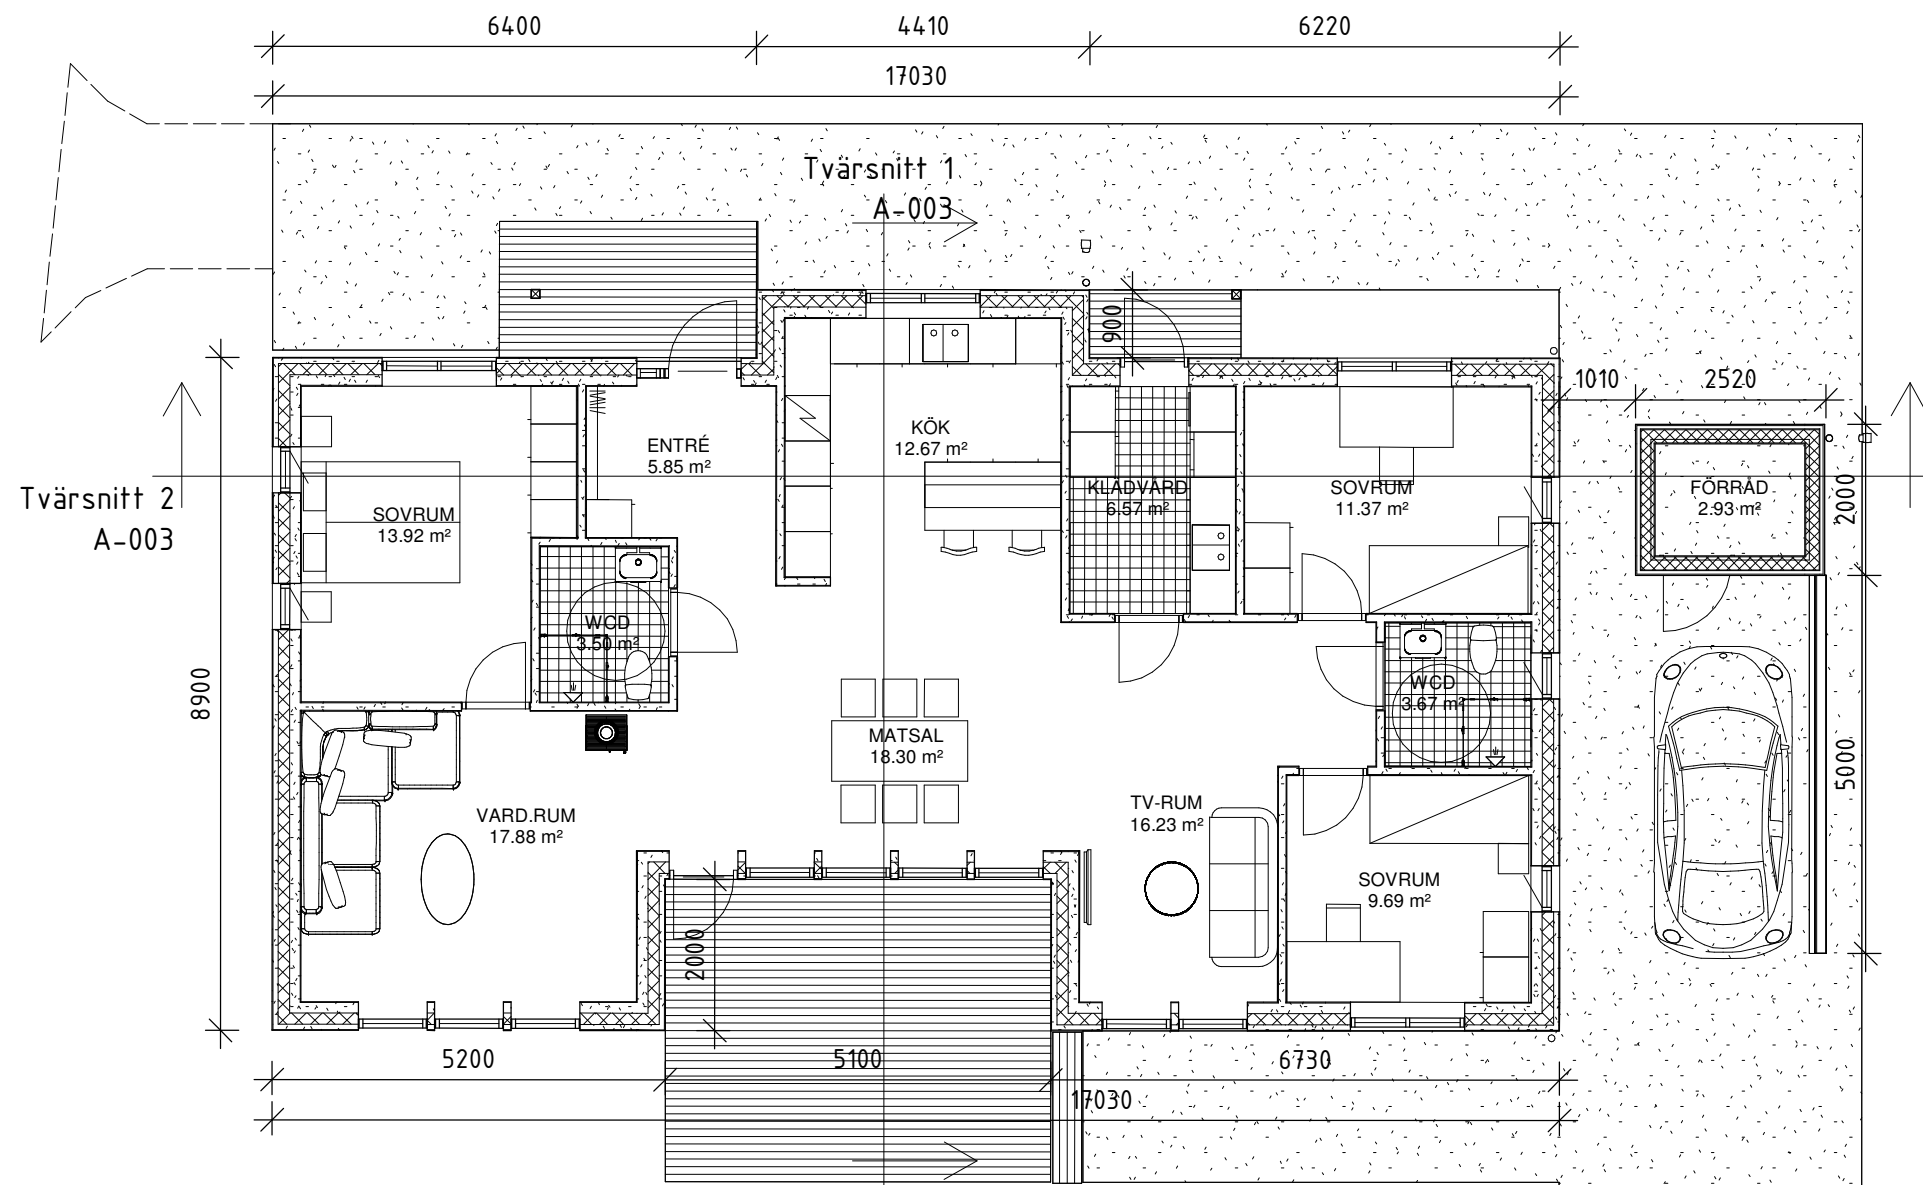 6400
4410
6220
17030
Tvärsnitt 1
A-003
900
1010
2520
ENTRÉ
5.85 m²
KÖK
12.67 m²
Tvärsnitt 2
A-003
SOVRUM
13.92 m²
KLÄDVÅRD
6.57 m²
SOVRUM
11.37 m²
FÖRRÅD
2.93 m²
2000
WCD
3.50 m²
8900
WCD
3.67 m²
MATSAL
18.30 m²
5000
VARD.RUM
17.88 m²
TV-RUM
16.23 m²
SOVRUM
9.69 m²
2000
5200
5100
6730
17030